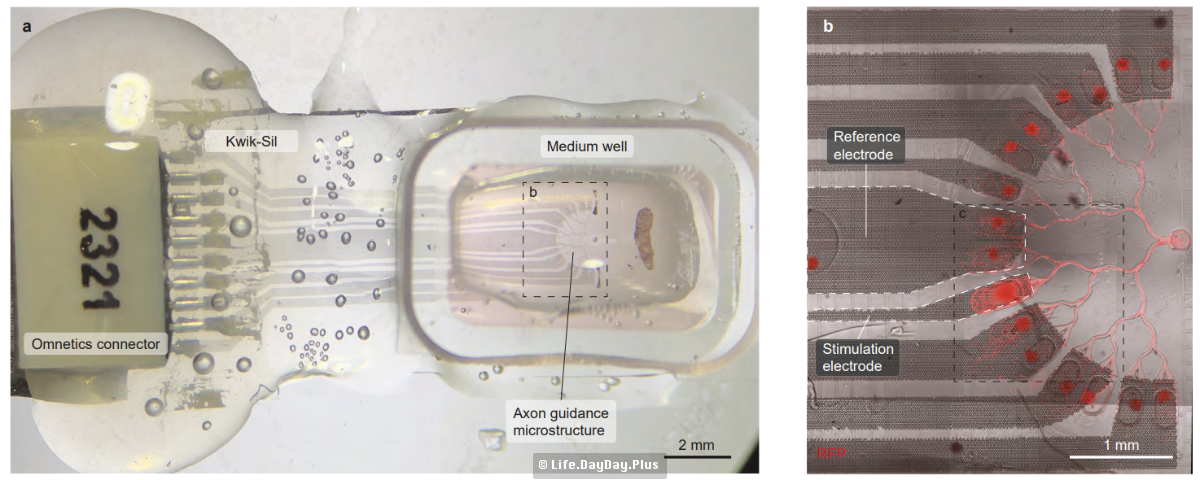 a
Kwik-Sil
Medium well
b
2321
Omnetics connector
Axon guidance
microstructure
2 mm
© Life.DayDay.Plus
b
Reference
electrode
c
Stimulation
electrode
RFP
1 mm